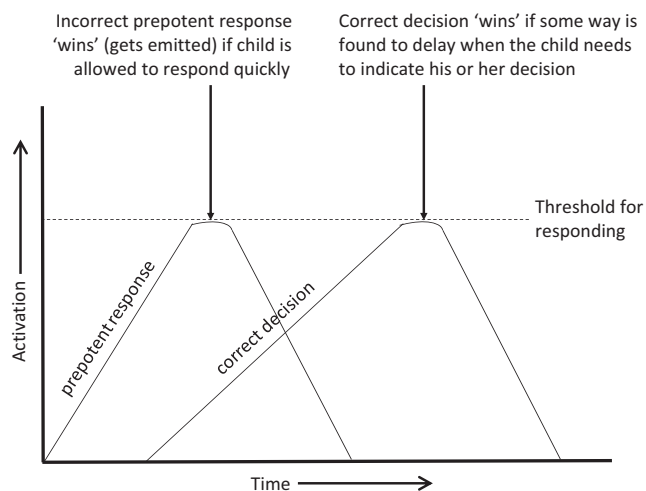 Incorrect prepotent response
‘wins’ (gets emitted) if child is
allowed to respond quickly
Correct decision ‘wins’ if some way is
found to delay when the child needs
to indicate his or her decision
Threshold for
responding
Activation
prepotent response
correct decision
Time